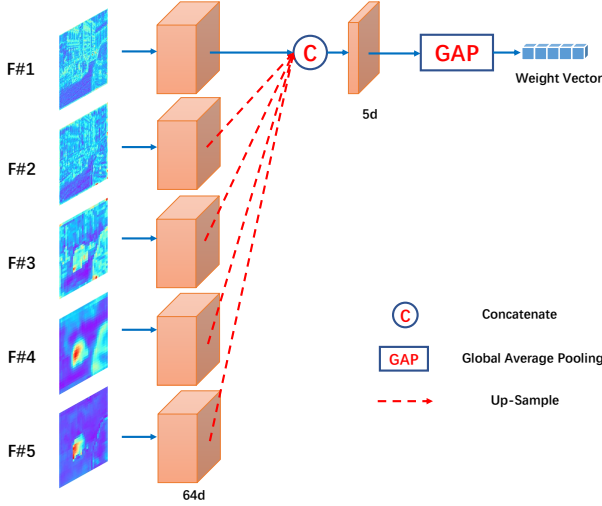 F#1
C
GAP
Weight Vector
5d
F#2
F#3
C
Concatenate
F#4
GAP
Global Average Pooling
Up-Sample
F#5
64d